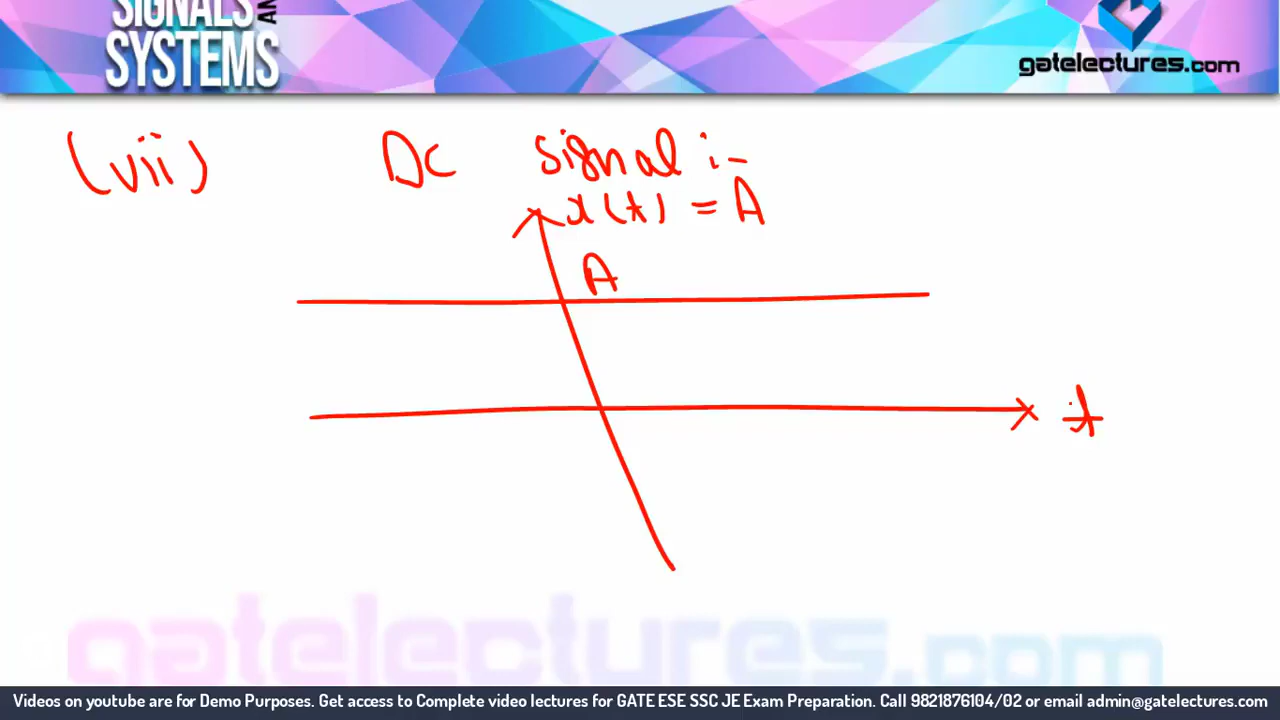 SIGNALS AND
SYSTEMS
gatelectures.com
(vii) DC signal :-
x(t) = A
A
t
gatelectures.com
Videos on youtube are for Demo Purposes. Get access to Complete video lectures for GATE ESE SSC JE Exam Preparation. Call 9821876104/02 or email admin@gatelectures.com